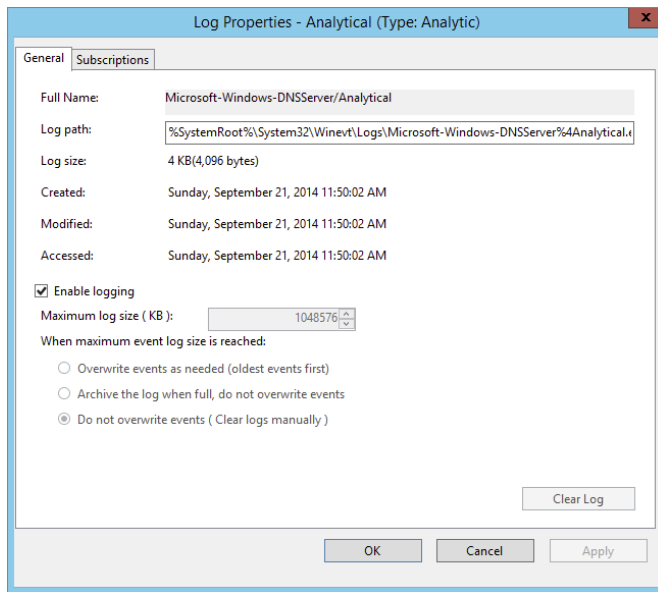 Log Properties - Analytical (Type: Analytic)
x
General Subscriptions
Full Name: Microsoft-Windows-DNSServer/Analytical
Log path: %SystemRoot%\System32\Winevt\Logs\Microsoft-Windows-DNSServer%4Analytical.e
Log size: 4 KB(4,096 bytes)
Created: Sunday, September 21, 2014 11:50:02 AM
Modified: Sunday, September 21, 2014 11:50:02 AM
Accessed: Sunday, September 21, 2014 11:50:02 AM
Enable logging
Maximum log size ( KB ): 1048576
When maximum event log size is reached:
Overwrite events as needed (oldest events first)
Archive the log when full, do not overwrite events
Do not overwrite events ( Clear logs manually )
Clear Log
OK Cancel Apply